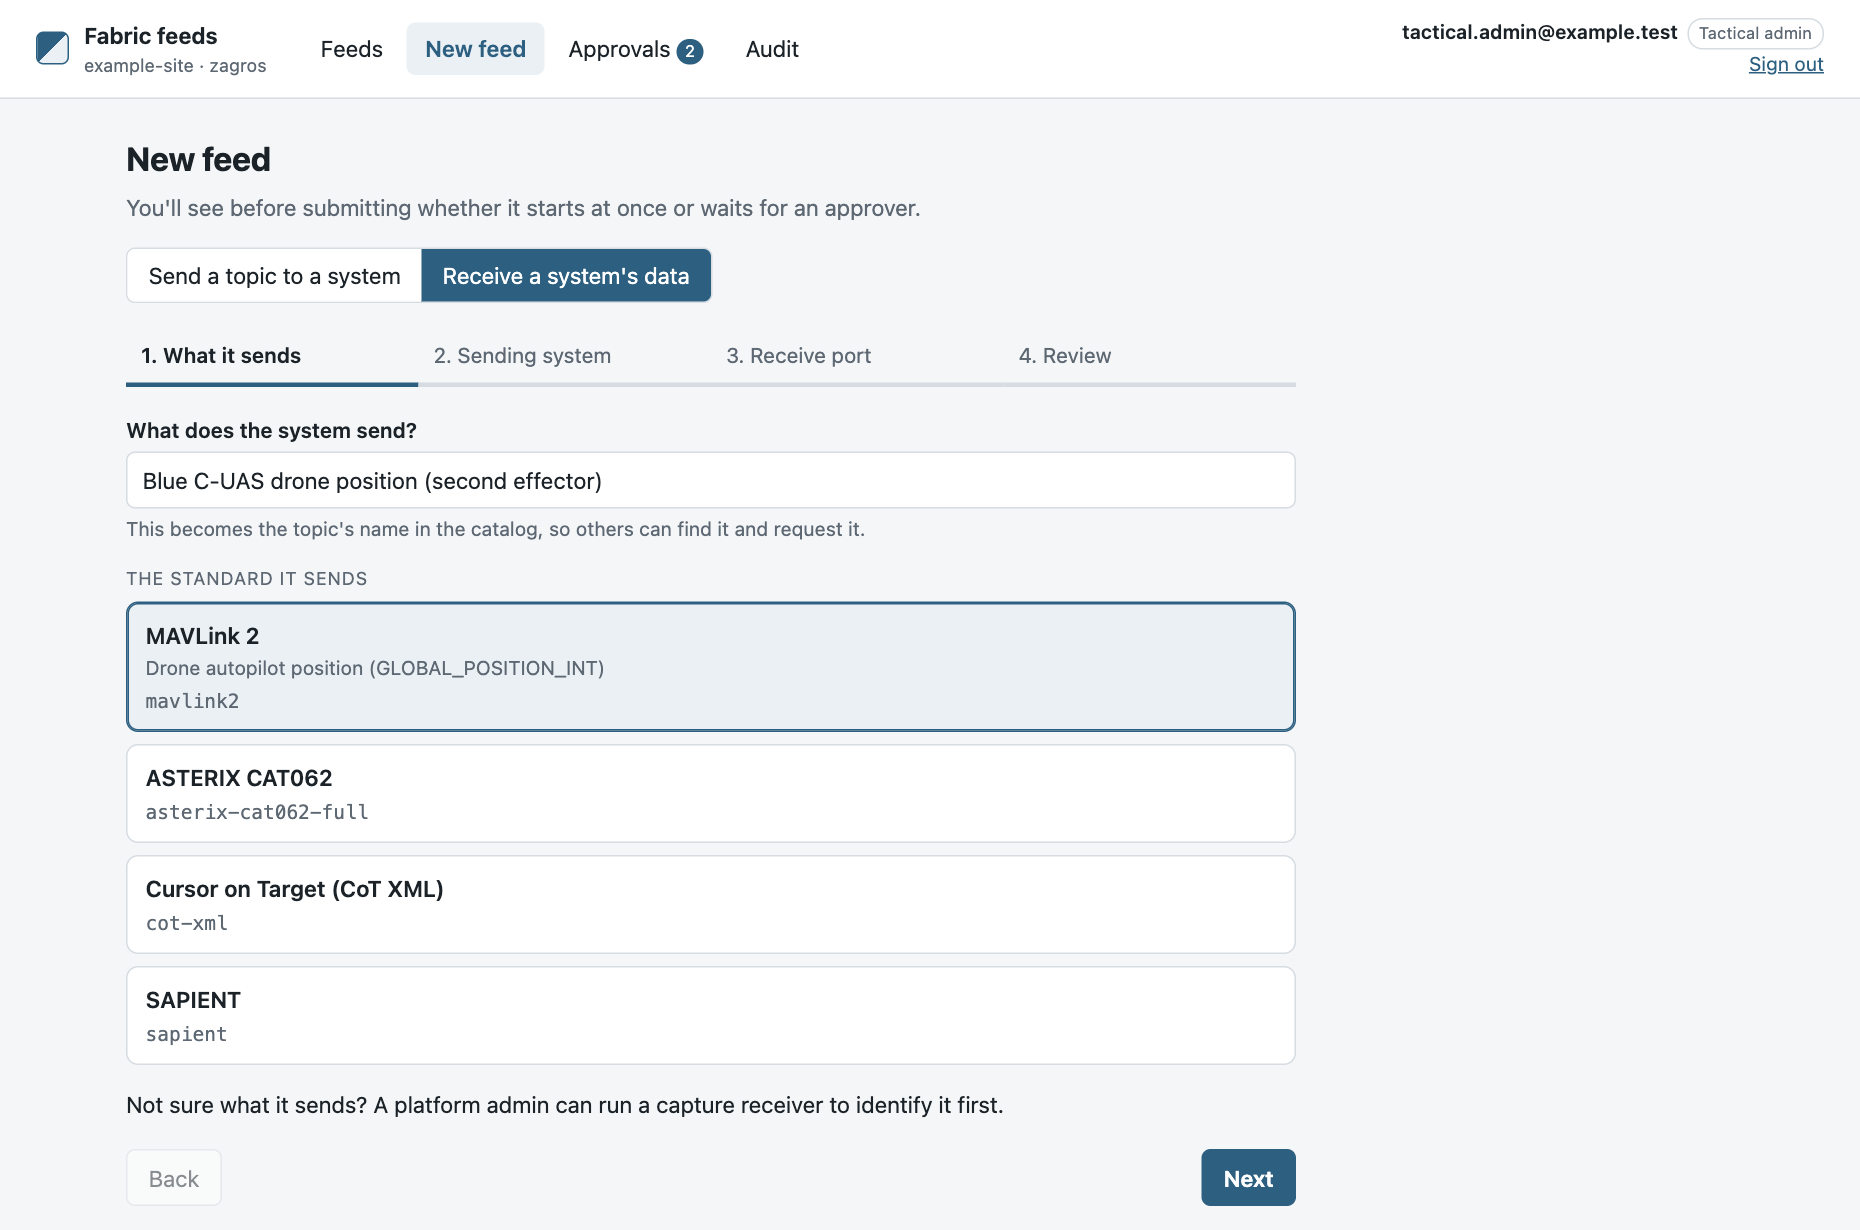 Fabric feeds
example-site · zagros
Feeds
New feed
Approvals 2
Audit
tactical.admin@example.test
Tactical admin
Sign out
New feed
You'll see before submitting whether it starts at once or waits for an approver.
Send a topic to a system
Receive a system's data
1. What it sends
2. Sending system
3. Receive port
4. Review
What does the system send?
Blue C-UAS drone position (second effector)
This becomes the topic's name in the catalog, so others can find it and request it.
THE STANDARD IT SENDS
MAVLink 2
Drone autopilot position (GLOBAL_POSITION_INT)
mavlink2
ASTERIX CAT062
asterix-cat062-full
Cursor on Target (CoT XML)
cot-xml
SAPIENT
sapient
Not sure what it sends? A platform admin can run a capture receiver to identify it first.
Back
Next